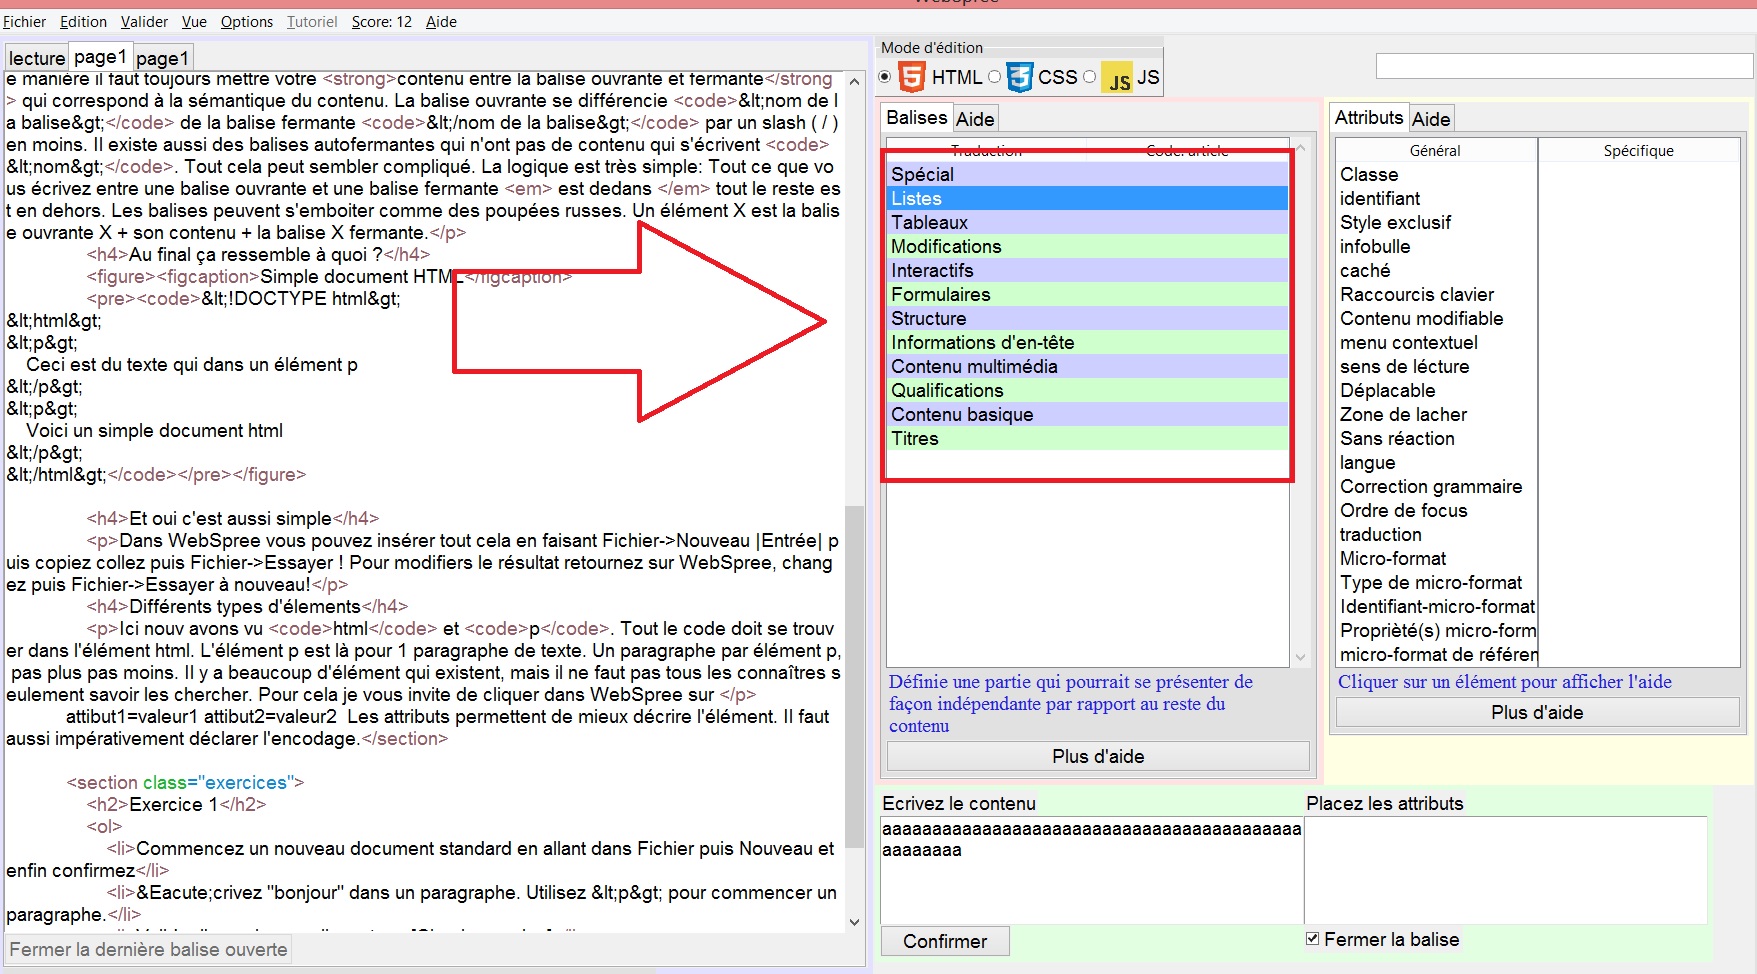 Fichier Edition Valider Vue Options Tutoriel Score: 12 Aide
lecture page1 page1
e manière il faut toujours mettre votre <strong>contenu entre la balise ouvrante et fermante</strong
> qui correspond à la sémantique du contenu. La balise ouvrante se différencie <code>&lt;nom de l
a balise&gt;</code> de la balise fermante <code>&lt;/nom de la balise&gt;</code> par un slash ( / )
en moins. Il existe aussi des balises autofermantes qui n'ont pas de contenu qui s'écrivent <code>
&lt;nom&gt;</code>. Tout cela peut sembler compliqué. La logique est très simple: Tout ce que vo
us écrivez entre une balise ouvrante et une balise fermante <em> est dedans </em> tout le reste es
t en dehors. Les balises peuvent s'emboiter comme des poupées russes. Un élément X est la balis
e ouvrante X + son contenu + la balise X fermante.</p>
<h4>Au final ça ressemble à quoi ?</h4>
<figure><figcaption>Simple document HTML</figcaption>
<pre><code>&lt;!DOCTYPE html&gt;
&lt;html&gt;
&lt;p&gt;
Ceci est du texte qui dans un élément p
&lt;/p&gt;
&lt;p&gt;
Voici un simple document html
&lt;/p&gt;
&lt;/html&gt;</code></pre></figure>
<h4>Et oui c'est aussi simple</h4>
<p>Dans WebSpree vous pouvez insérer tout cela en faisant Fichier->Nouveau |Entrée| p
uis copiez collez puis Fichier->Essayer ! Pour modifiers le résultat retournez sur WebSpree, chang
ez puis Fichier->Essayer à nouveau!</p>
<h4>Différents types d'élements</h4>
<p>Ici nouv avons vu <code>html</code> et <code>p</code>. Tout le code doit se trouv
er dans l'élément html. L'élément p est là pour 1 paragraphe de texte. Un paragraphe par élément p,
pas plus pas moins. Il y a beaucoup d'élément qui existent, mais il ne faut pas tous les connaîtres s
eulement savoir les chercher. Pour cela je vous invite de cliquer dans WebSpree sur </p>
attibut1=valeur1 attibut2=valeur2 Les attributs permettent de mieux décrire l'élément. Il faut
aussi impérativement déclarer l'encodage.</section>
<section class="exercices">
<h2>Exercice 1</h2>
<ol>
<li>Commencez un nouveau document standard en allant dans Fichier puis Nouveau et
enfin confirmez</li>
<li>&Eacute;crivez "bonjour" dans un paragraphe. Utilisez &lt;p&gt; pour commencer un
paragraphe.</li>
Fermer la dernière balise ouverte
Mode d'édition
HTML CSS JS JS
Balises Aide
Traduction Code: article
Spécial
Listes
Tableaux
Modifications
Interactifs
Formulaires
Structure
Informations d'en-tête
Contenu multimédia
Qualifications
Contenu basique
Titres
Définie une partie qui pourrait se présenter de
façon indépendante par rapport au reste du
contenu
Plus d'aide
Attributs Aide
Général Spécifique
Classe
identifiant
Style exclusif
infobulle
caché
Raccourcis clavier
Contenu modifiable
menu contextuel
sens de lécture
Déplacable
Zone de lacher
Sans réaction
langue
Correction grammaire
Ordre de focus
traduction
Micro-format
Type de micro-format
Identifiant-micro-format
Propriété(s) micro-form
micro-format de référen
Cliquer sur un élément pour afficher l'aide
Plus d'aide
Ecrivez le contenu
aaaaaaaaaaaaaaaaaaaaaaaaaaaaaaaaaaaaaaaaaa
aaaaaaaa
Confirmer
Placez les attributs
Fermer la balise